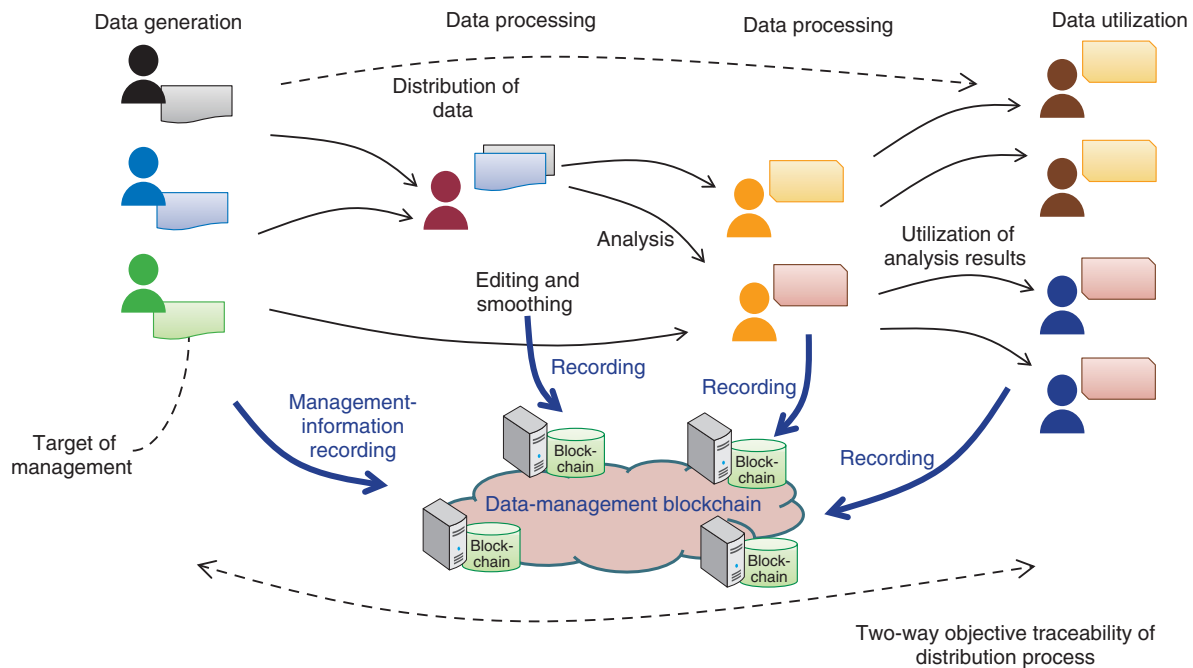 Data generation
Data processing
Data processing
Data utilization
Distribution of
data
Analysis
Utilization of
analysis results
Editing and
smoothing
Recording
Recording
Management-
information
recording
Target of
management
Recording
Block-
chain
Block-
chain
Data-management blockchain
Block-
chain
Block-
chain
Two-way objective traceability of
distribution process